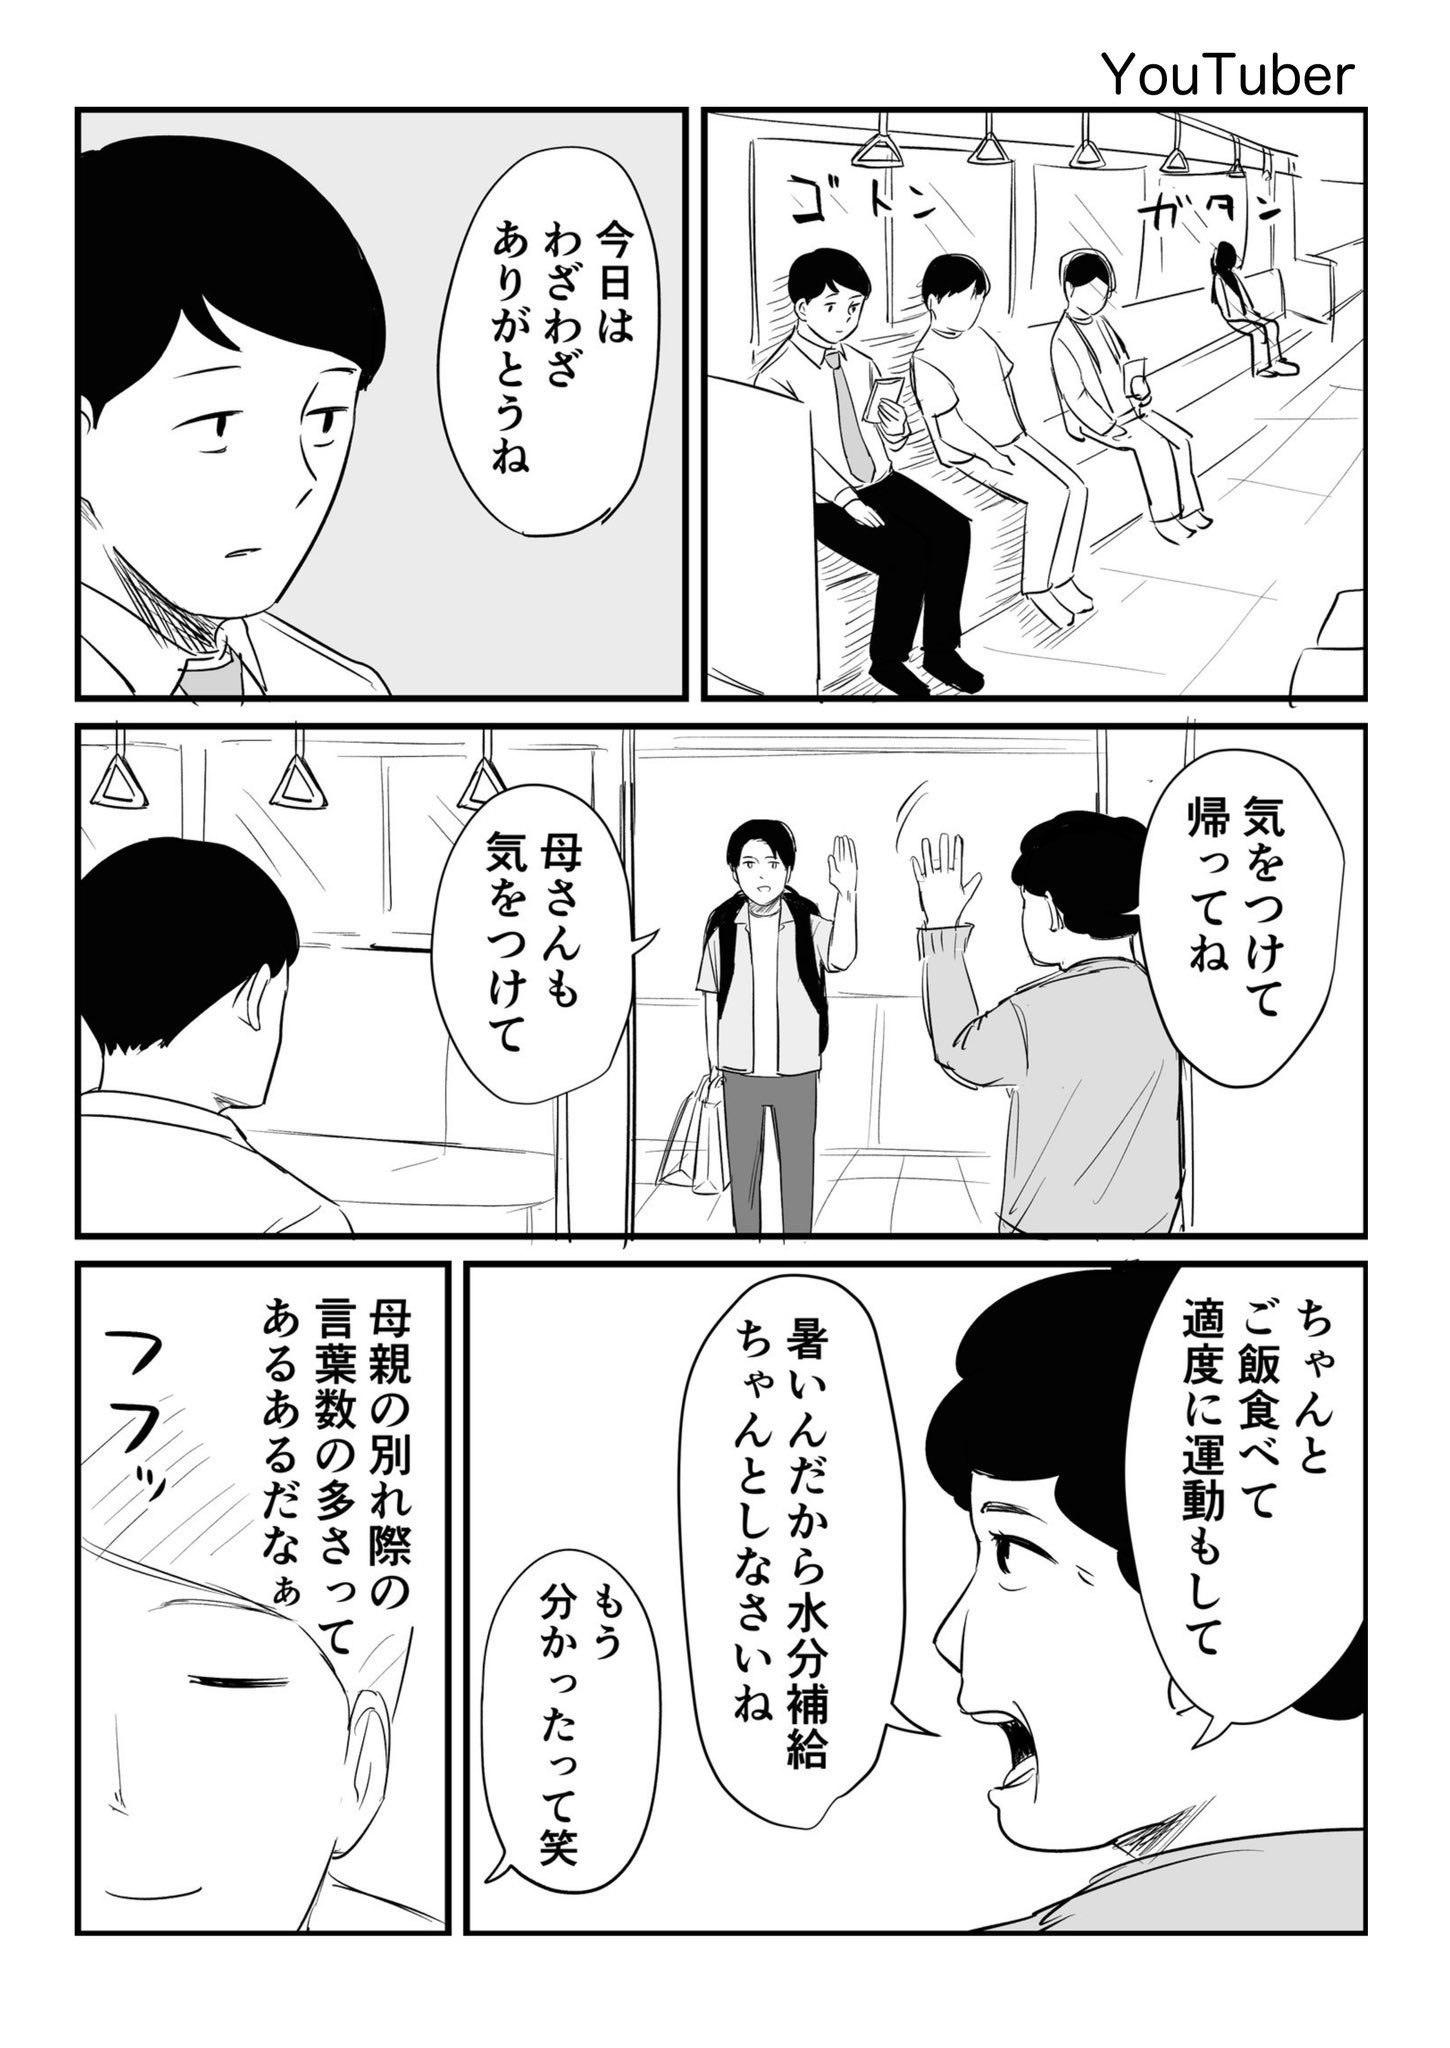 YouTuber
ガタン
ゴトン
今日は
わざわざ
ありがとうね
気をつけて
帰ってね
母さんも
気をつけて
ちゃんと
ご飯食べて
適度に運動もして
暑いんだから水分補給
ちゃんとしなさいね
もう
分かったって笑
母親の別れ際の
言葉数の多さって
あるあるだなぁ
フフッ